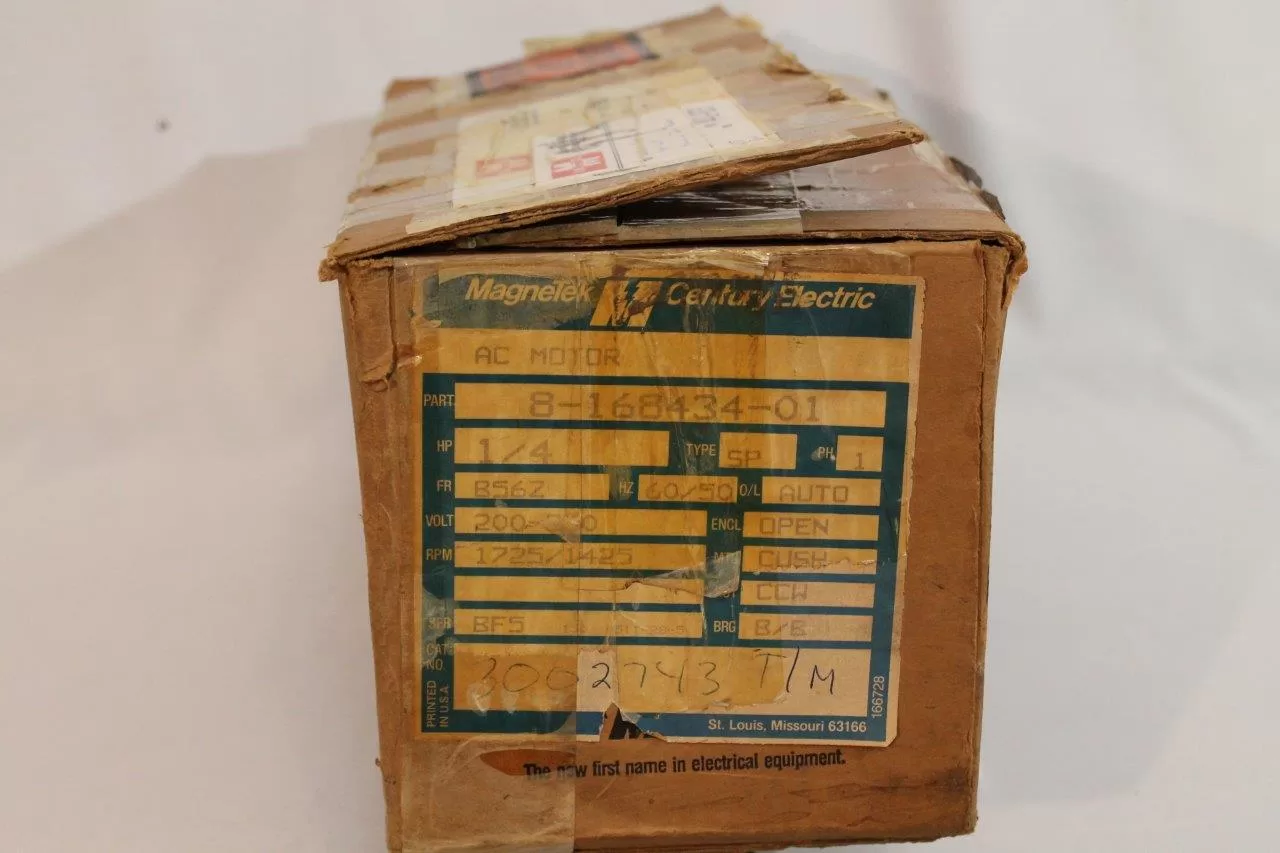 MagneTek Century Electric
AC MOTOR
PART 8-168434-01
HP 1/4 TYPE SP PH 1
FR B56Z HZ 60/50 O/L AUTO
VOLT ENCL OPEN
RPM 1725/1425 CUSH
CCW
BF5 BRG B/B
CAT. NO. 3002743 T/M
PRINTED IN U.S.A.
St. Louis, Missouri 63166
166728
The new first name in electrical equipment.